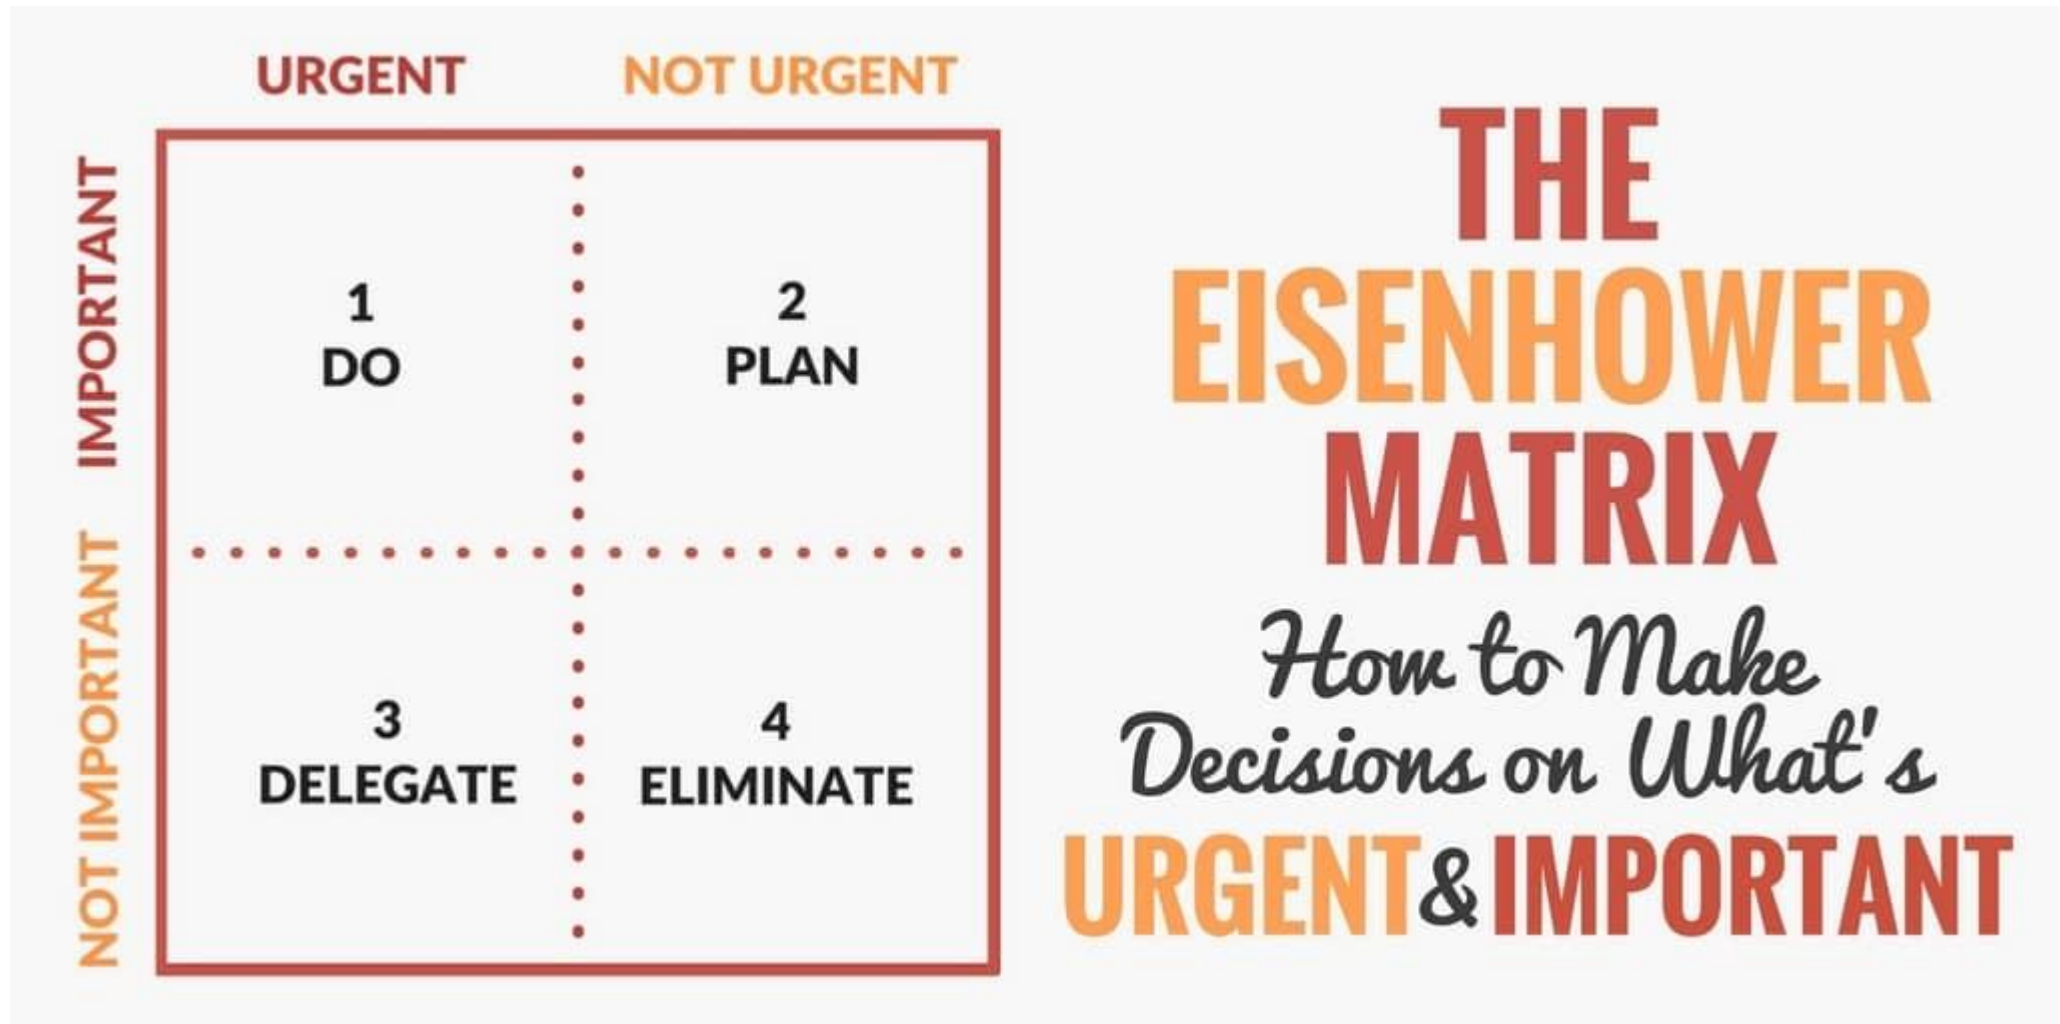 URGENT NOT URGENT
IMPORTANT
1
DO
2
PLAN
NOT IMPORTANT
3
DELEGATE
4
ELIMINATE
THE
EISENHOWER
MATRIX
How to Make
Decisions on What's
URGENT & IMPORTANT